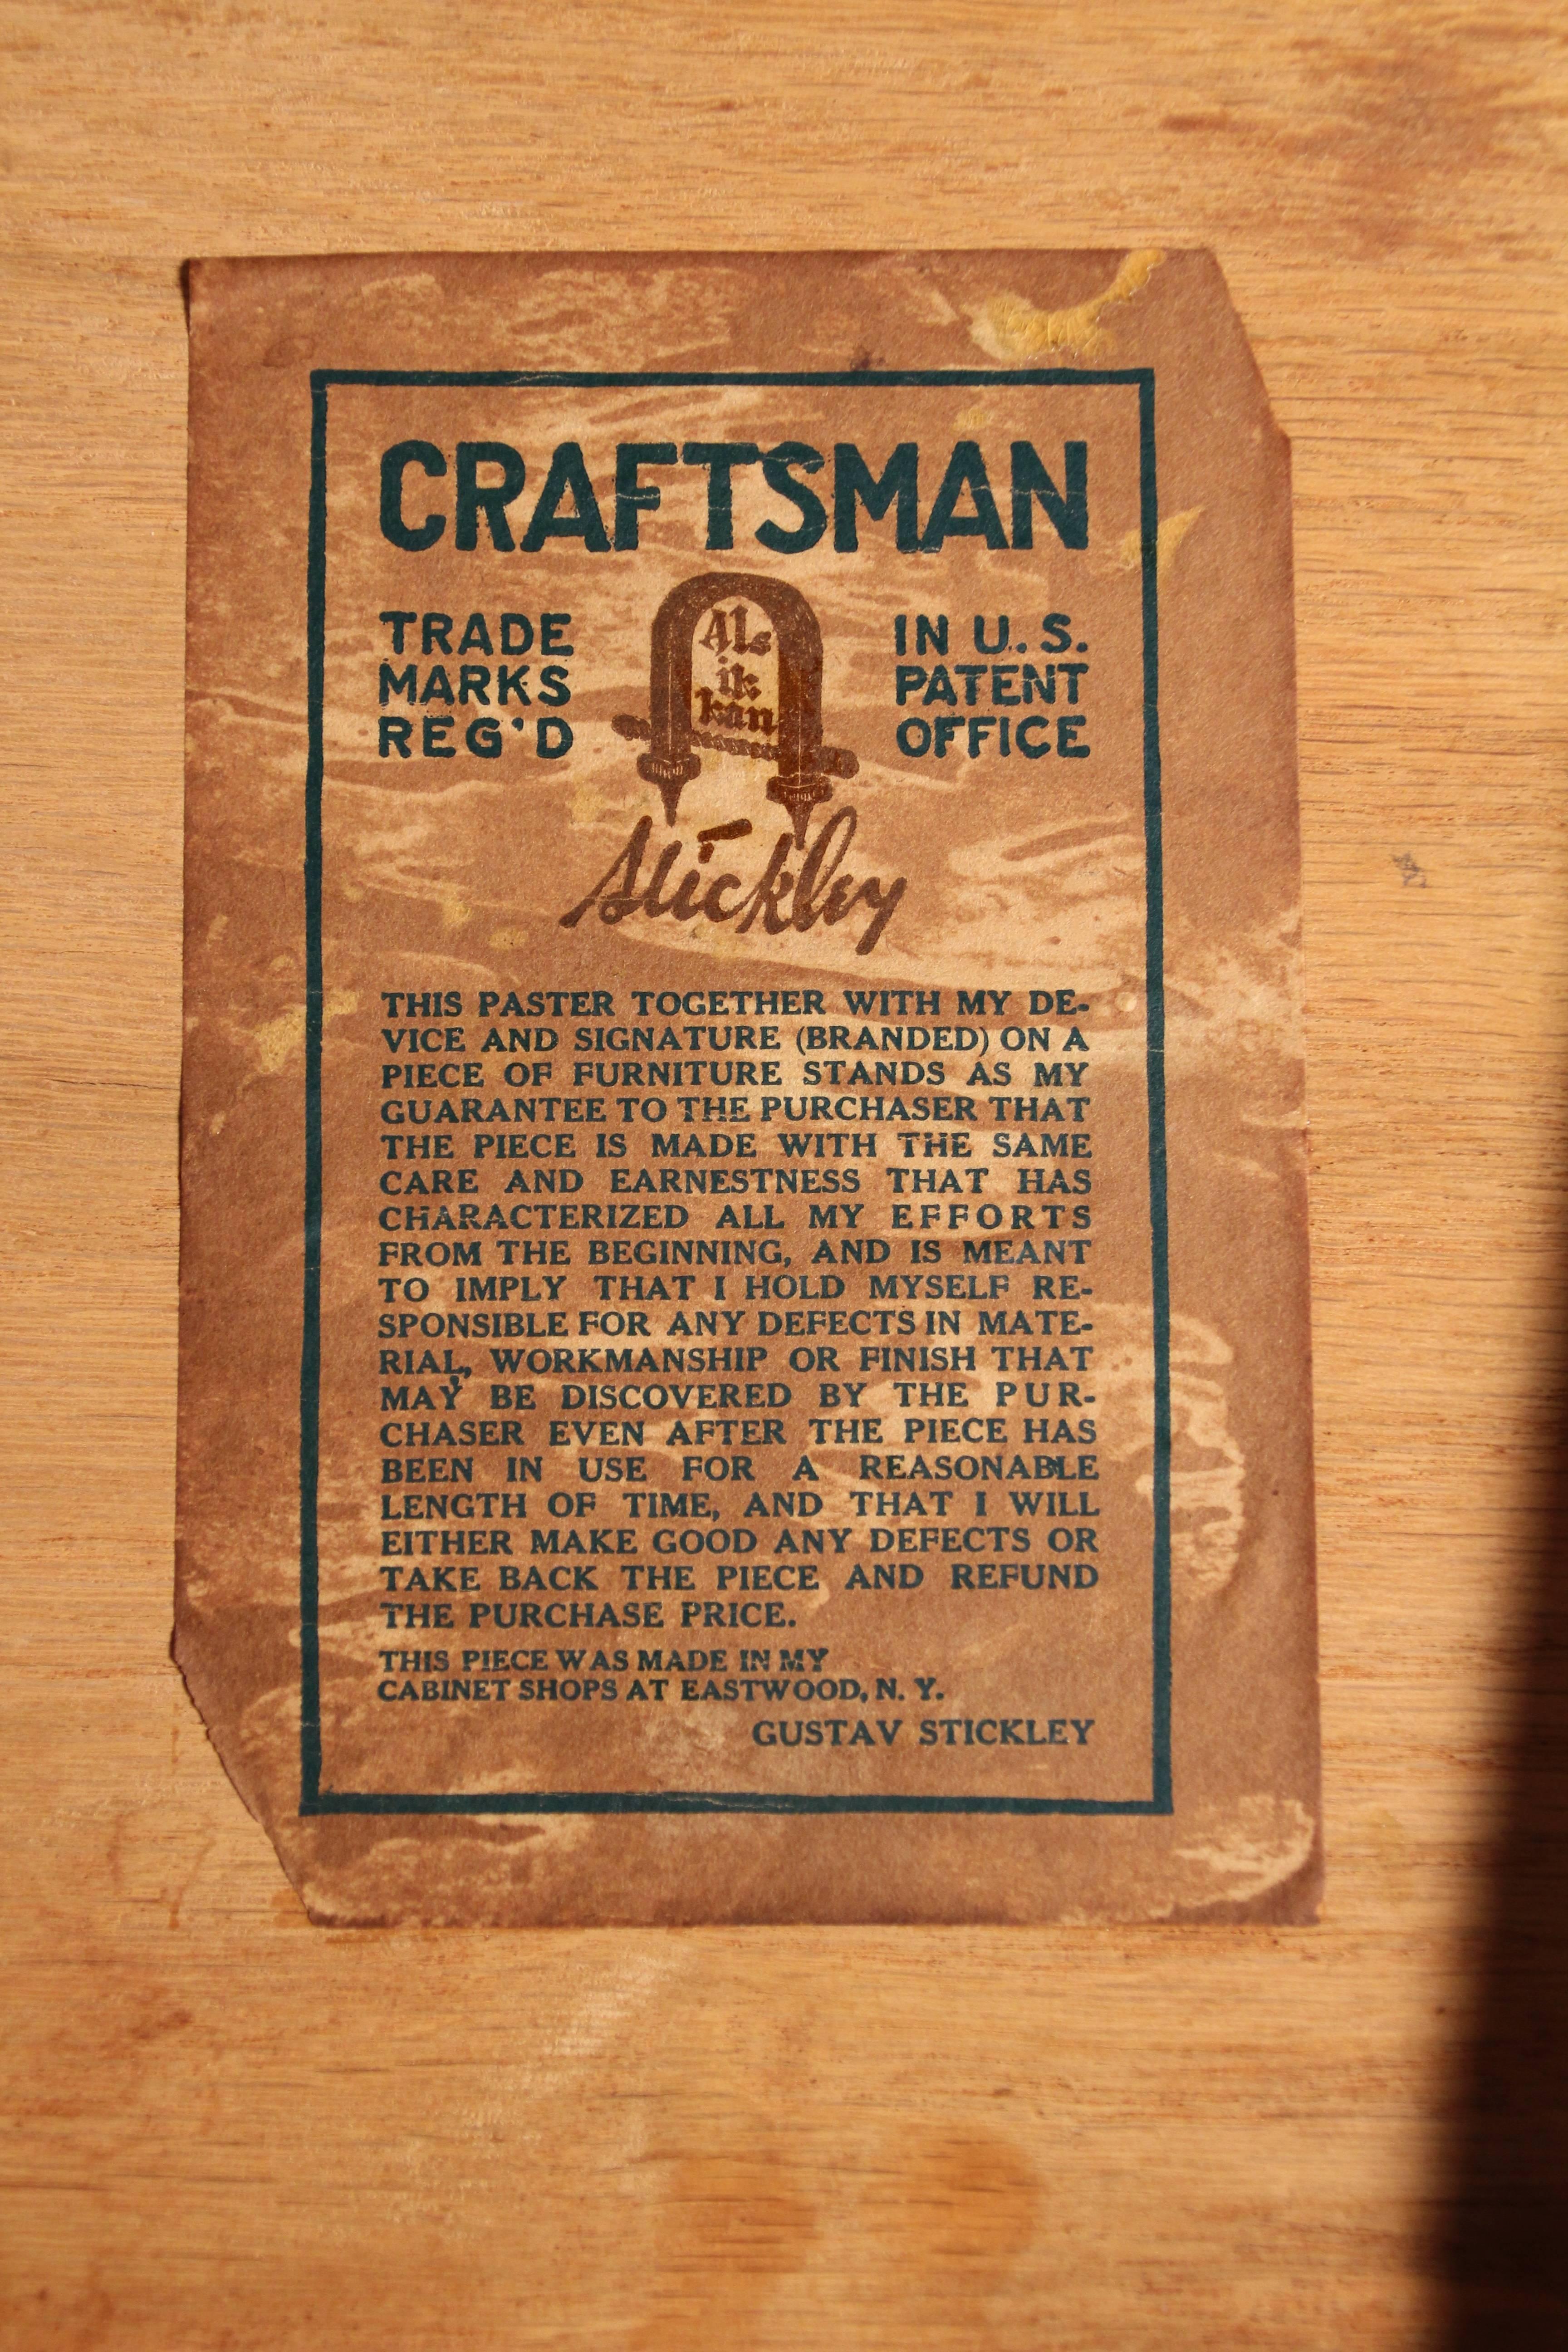 CRAFTSMAN
TRADE
MARKS
REG'D
Als
ik
kan
IN U. S.
PATENT
OFFICE
Stickley
THIS PASTER TOGETHER WITH MY DE-
VICE AND SIGNATURE (BRANDED) ON A
PIECE OF FURNITURE STANDS AS MY
GUARANTEE TO THE PURCHASER THAT
THE PIECE IS MADE WITH THE SAME
CARE AND EARNESTNESS THAT HAS
CHARACTERIZED ALL MY EFFORTS
FROM THE BEGINNING, AND IS MEANT
TO IMPLY THAT I HOLD MYSELF RE-
SPONSIBLE FOR ANY DEFECTS IN MATE-
RIAL, WORKMANSHIP OR FINISH THAT
MAY BE DISCOVERED BY THE PUR-
CHASER EVEN AFTER THE PIECE HAS
BEEN IN USE FOR A REASONABLE
LENGTH OF TIME, AND THAT I WILL
EITHER MAKE GOOD ANY DEFECTS OR
TAKE BACK THE PIECE AND REFUND
THE PURCHASE PRICE.
THIS PIECE WAS MADE IN MY
CABINET SHOPS AT EASTWOOD, N. Y.
GUSTAV STICKLEY